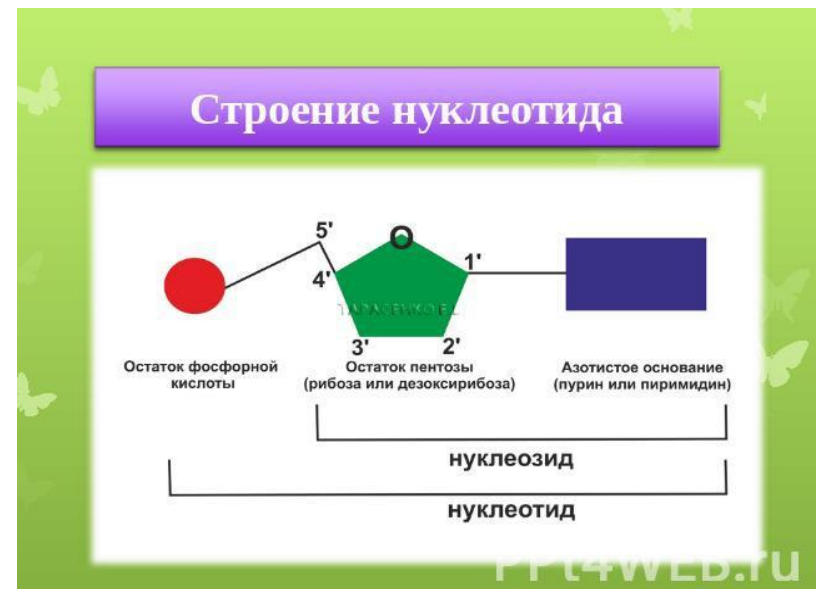 Строение нуклеотида
5'
O
1'
4'
ТАРАСЕНКО Е.Д.
3'
2'
Остаток фосфорной
кислоты
Остаток пентозы
(рибоза или дезоксирибоза)
Азотистое основание
(пурин или пиримидин)
нуклеозид
нуклеотид
PPt4WEB.ru